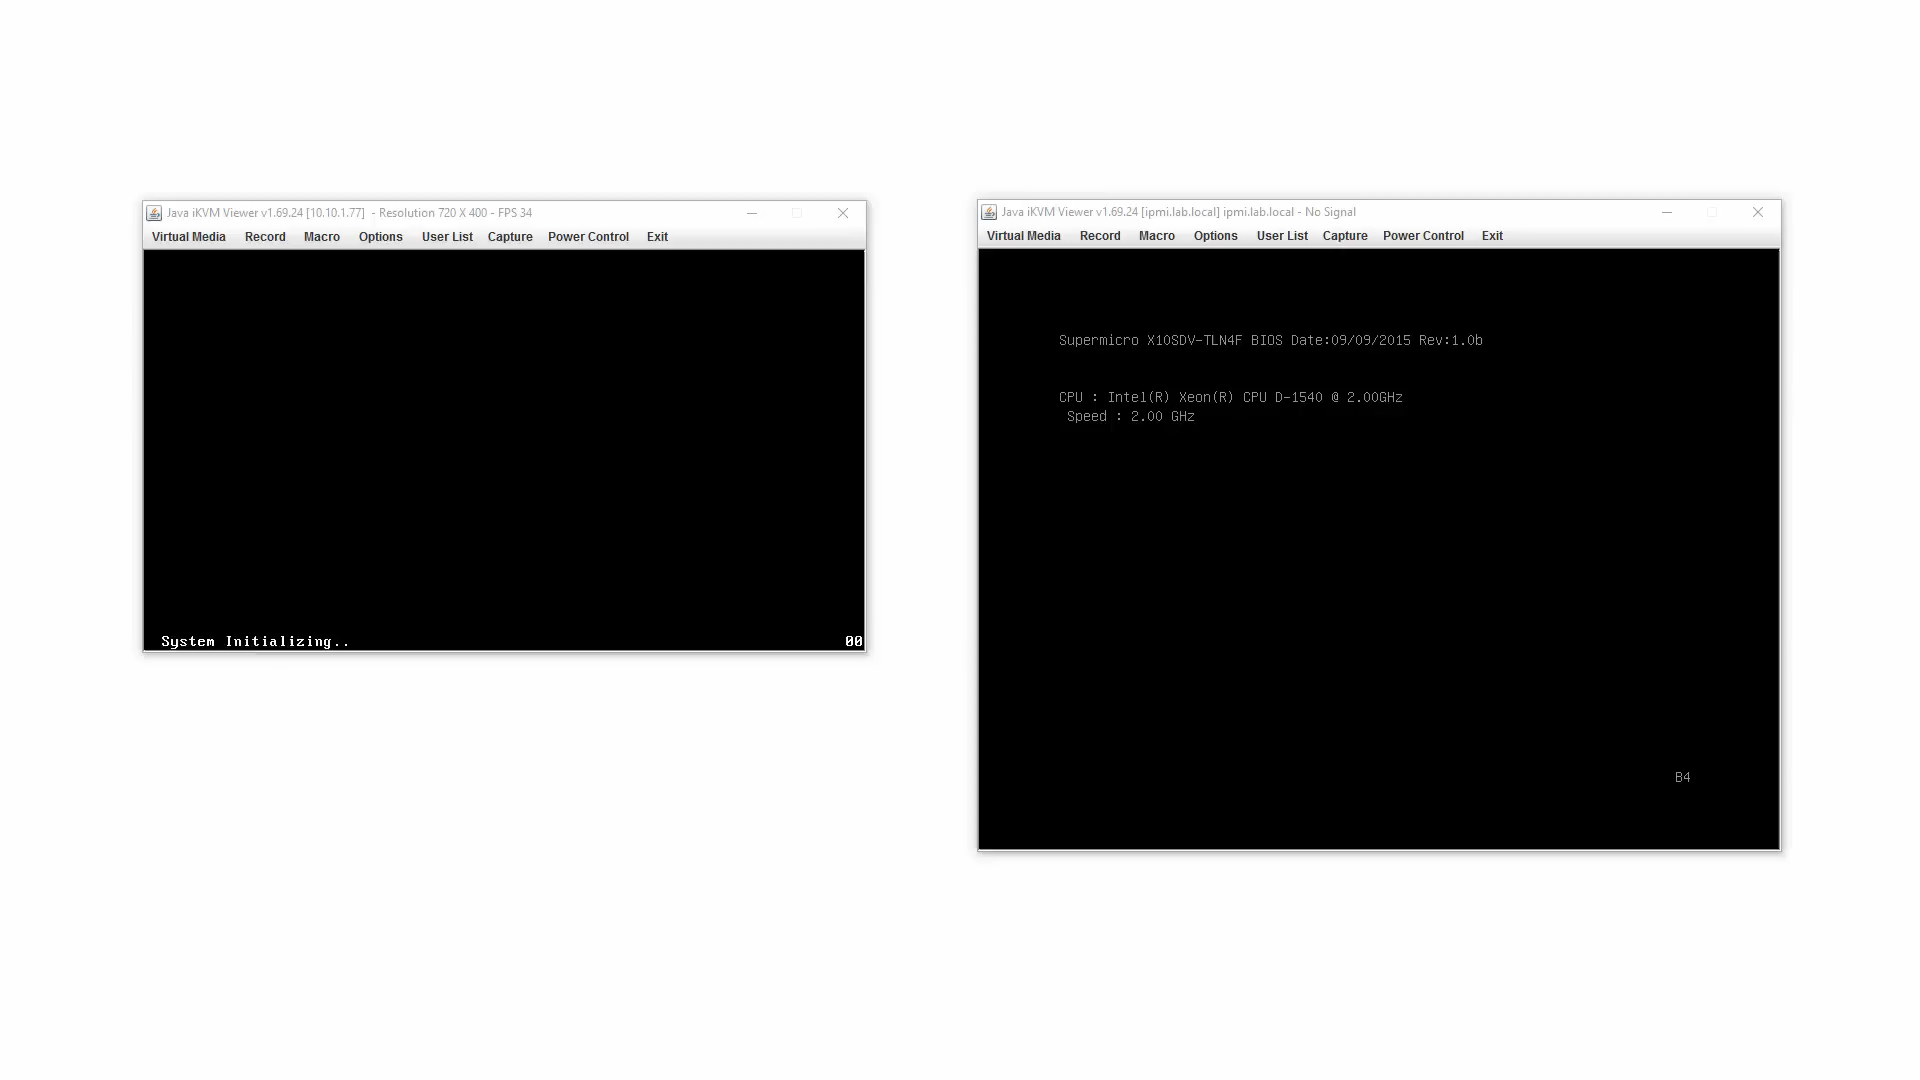 Java iKVM Viewer v1.69.24 [10.10.1.77]  - Resolution 720 X 400 - FPS 34
Virtual Media Record Macro Options User List Capture Power Control Exit
System Initializing..
00
Java iKVM Viewer v1.69.24 [ipmi.lab.local] ipmi.lab.local - No Signal
Virtual Media Record Macro Options User List Capture Power Control Exit
Supermicro X10SDV-TLN4F BIOS Date:09/09/2015 Rev:1.0b
CPU : Intel(R) Xeon(R) CPU D-1540 @ 2.00GHz
Speed : 2.00 GHz
B4